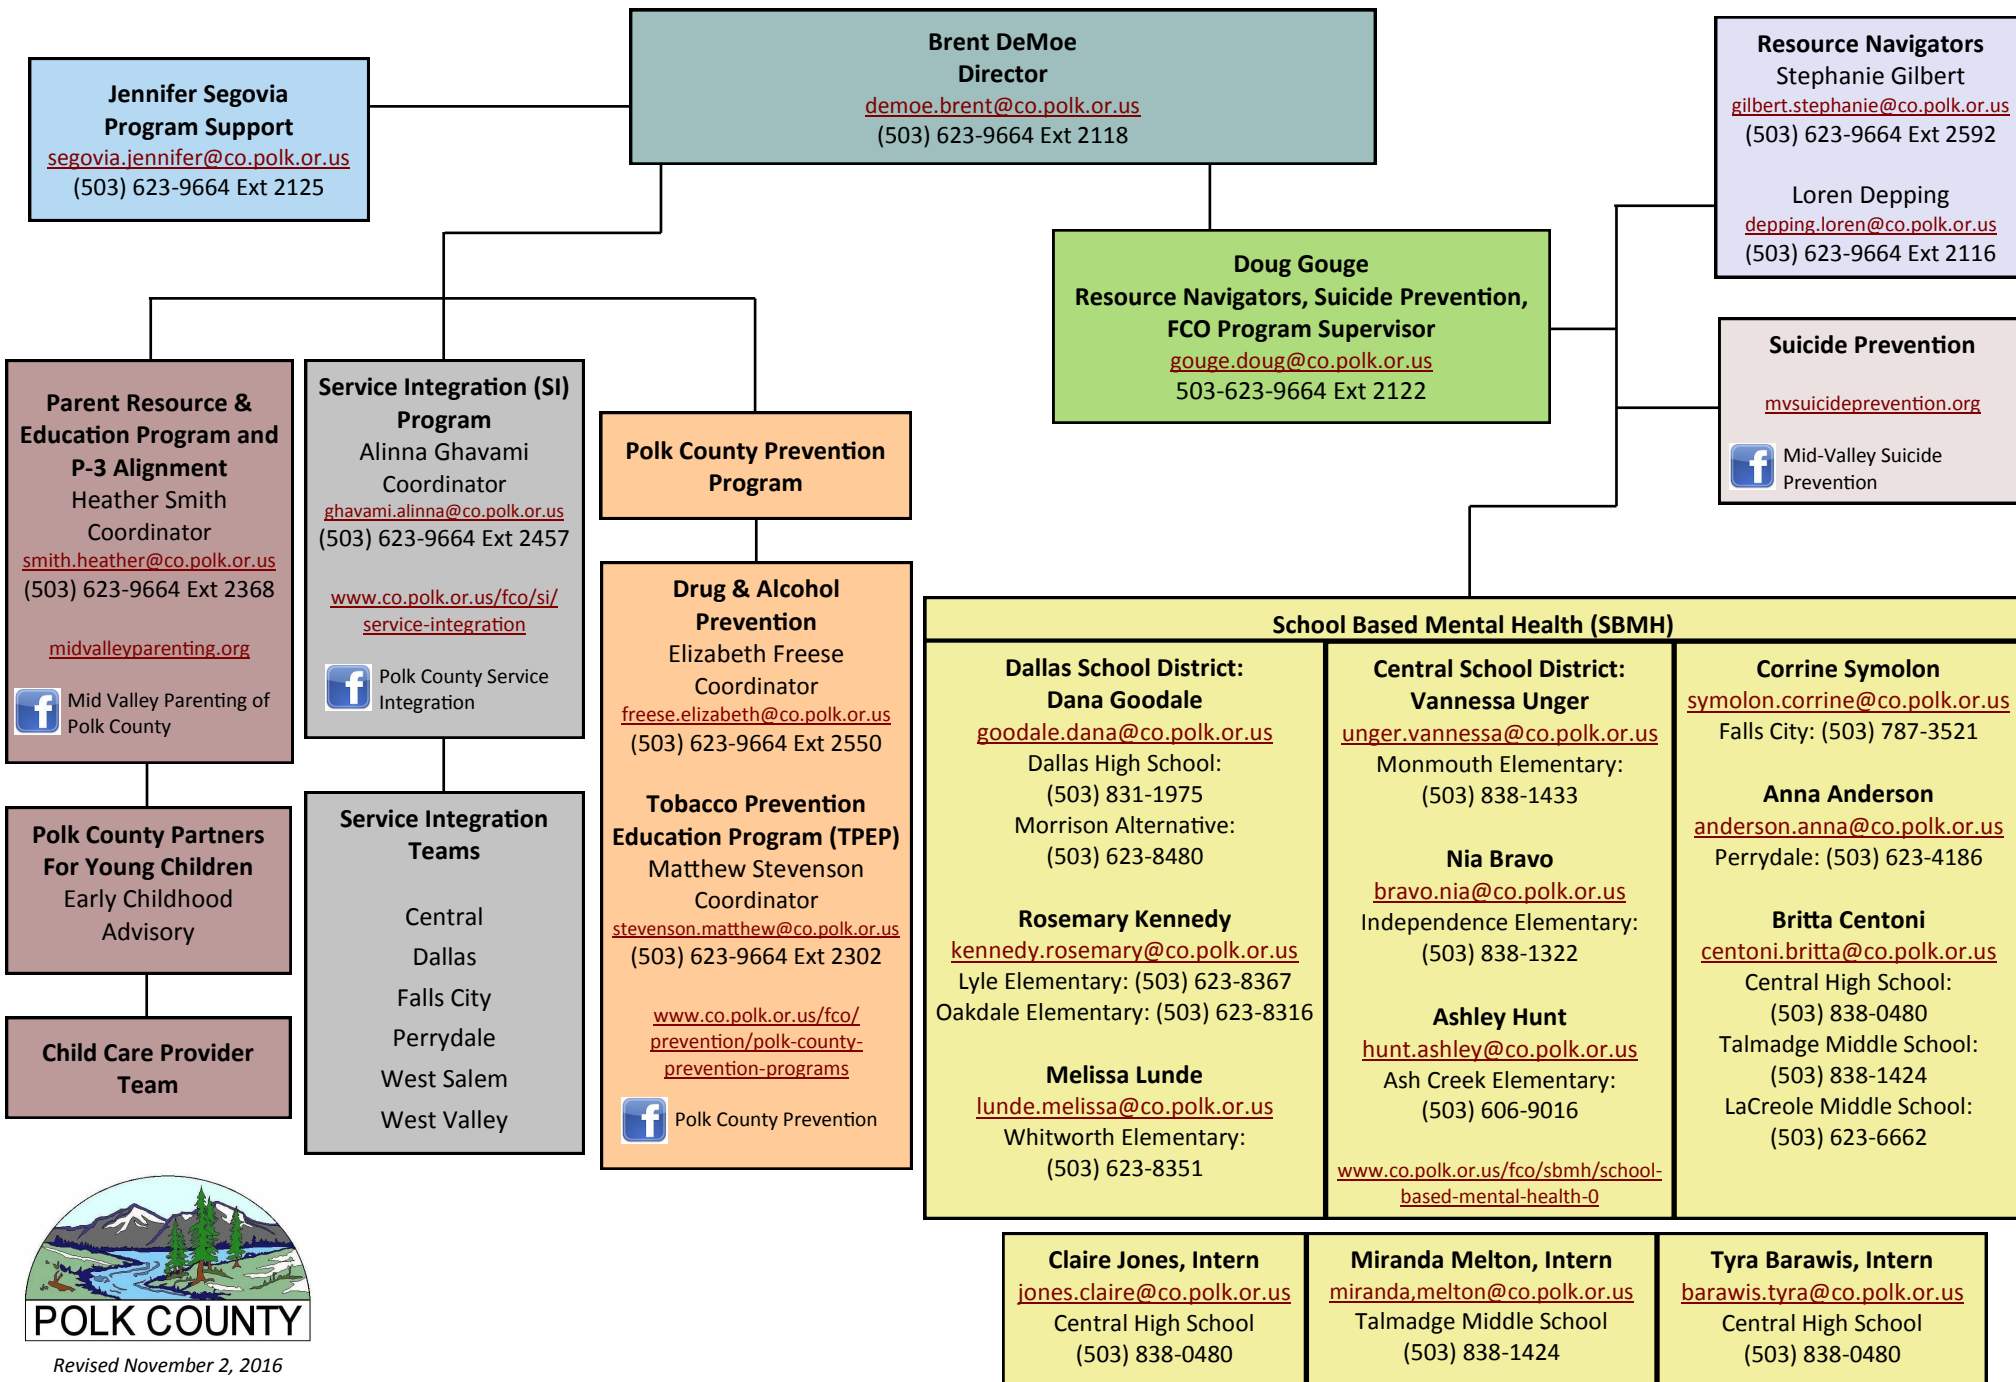 Brent DeMoe
Director
demoe.brent@co.polk.or.us
(503) 623-9664 Ext 2118
Jennifer Segovia
Program Support
segovia.jennifer@co.polk.or.us
(503) 623-9664 Ext 2125
Resource Navigators
Stephanie Gilbert
gilbert.stephanie@co.polk.or.us
(503) 623-9664 Ext 2592
Loren Depping
depping.loren@co.polk.or.us
(503) 623-9664 Ext 2116
Doug Gouge
Resource Navigators, Suicide Prevention,
FCO Program Supervisor
gouge.doug@co.polk.or.us
503-623-9664 Ext 2122
Suicide Prevention
mvsuicideprevention.org
f
Mid-Valley Suicide
Prevention
Parent Resource &
Education Program and
P-3 Alignment
Heather Smith
Coordinator
smith.heather@co.polk.or.us
(503) 623-9664 Ext 2368
midvalleyparenting.org
f
Mid Valley Parenting of
Polk County
Polk County Partners
For Young Children
Early Childhood
Advisory
Child Care Provider
Team
Service Integration (SI)
Program
Alinna Ghavami
Coordinator
ghavami.alinna@co.polk.or.us
(503) 623-9664 Ext 2457
www.co.polk.or.us/fco/si/
service-integration
f
Polk County Service
Integration
Service Integration
Teams
Central
Dallas
Falls City
Perrydale
West Salem
West Valley
Polk County Prevention
Program
Drug & Alcohol
Prevention
Elizabeth Freese
Coordinator
freese.elizabeth@co.polk.or.us
(503) 623-9664 Ext 2550
Tobacco Prevention
Education Program (TPEP)
Matthew Stevenson
Coordinator
stevenson.matthew@co.polk.or.us
(503) 623-9664 Ext 2302
www.co.polk.or.us/fco/
prevention/polk-county-
prevention-programs
f
Polk County Prevention
School Based Mental Health (SBMH)
Dallas School District:
Dana Goodale
goodale.dana@co.polk.or.us
Dallas High School:
(503) 831-1975
Morrison Alternative:
(503) 623-8480
Rosemary Kennedy
kennedy.rosemary@co.polk.or.us
Lyle Elementary: (503) 623-8367
Oakdale Elementary: (503) 623-8316
Melissa Lunde
lunde.melissa@co.polk.or.us
Whitworth Elementary:
(503) 623-8351
Central School District:
Vannessa Unger
unger.vannessa@co.polk.or.us
Monmouth Elementary:
(503) 838-1433
Nia Bravo
bravo.nia@co.polk.or.us
Independence Elementary:
(503) 838-1322
Ashley Hunt
hunt.ashley@co.polk.or.us
Ash Creek Elementary:
(503) 606-9016
www.co.polk.or.us/fco/sbmh/school-
based-mental-health-0
Corrine Symolon
symolon.corrine@co.polk.or.us
Falls City: (503) 787-3521
Anna Anderson
anderson.anna@co.polk.or.us
Perrydale: (503) 623-4186
Britta Centoni
centoni.britta@co.polk.or.us
Central High School:
(503) 838-0480
Talmadge Middle School:
(503) 838-1424
LaCreole Middle School:
(503) 623-6662
Claire Jones, Intern
jones.claire@co.polk.or.us
Central High School
(503) 838-0480
Miranda Melton, Intern
miranda,melton@co.polk.or.us
Talmadge Middle School
(503) 838-1424
Tyra Barawis, Intern
barawis.tyra@co.polk.or.us
Central High School
(503) 838-0480
POLK COUNTY
Revised November 2, 2016